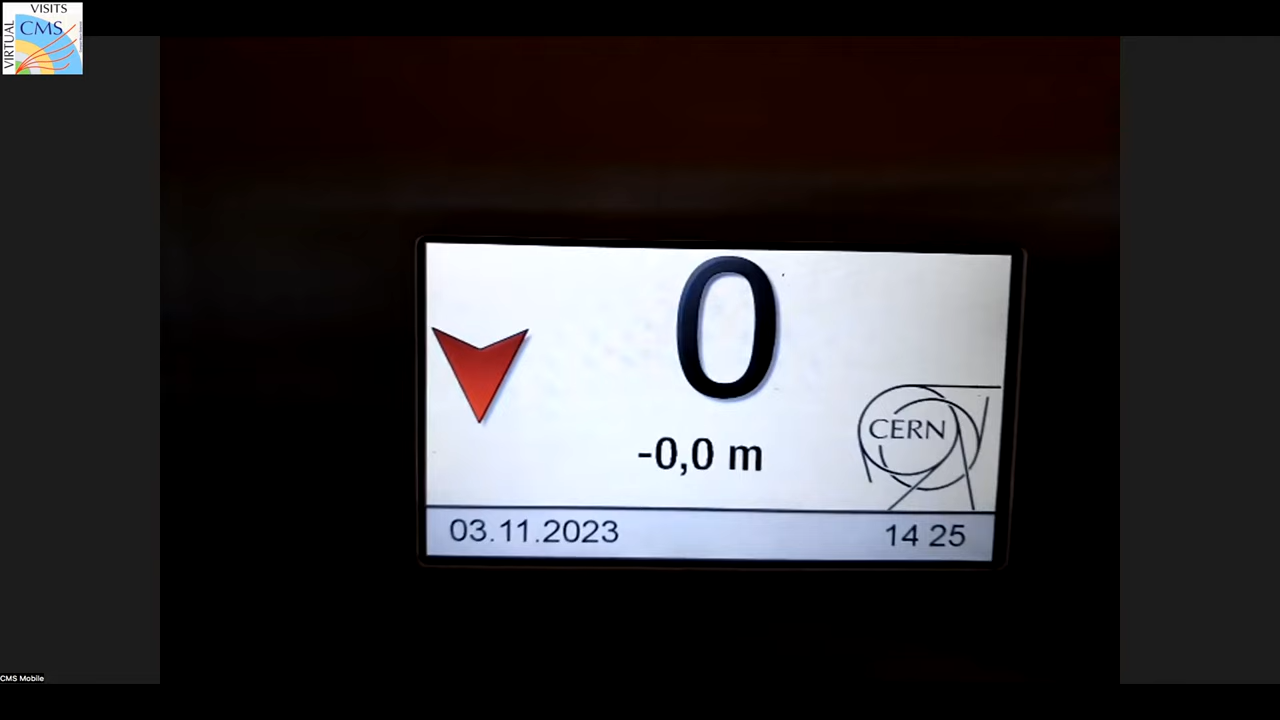 VISITS
VIRTUAL
CMS
0
-0,0 m
CERN
03.11.2023
14 25
CMS Mobile